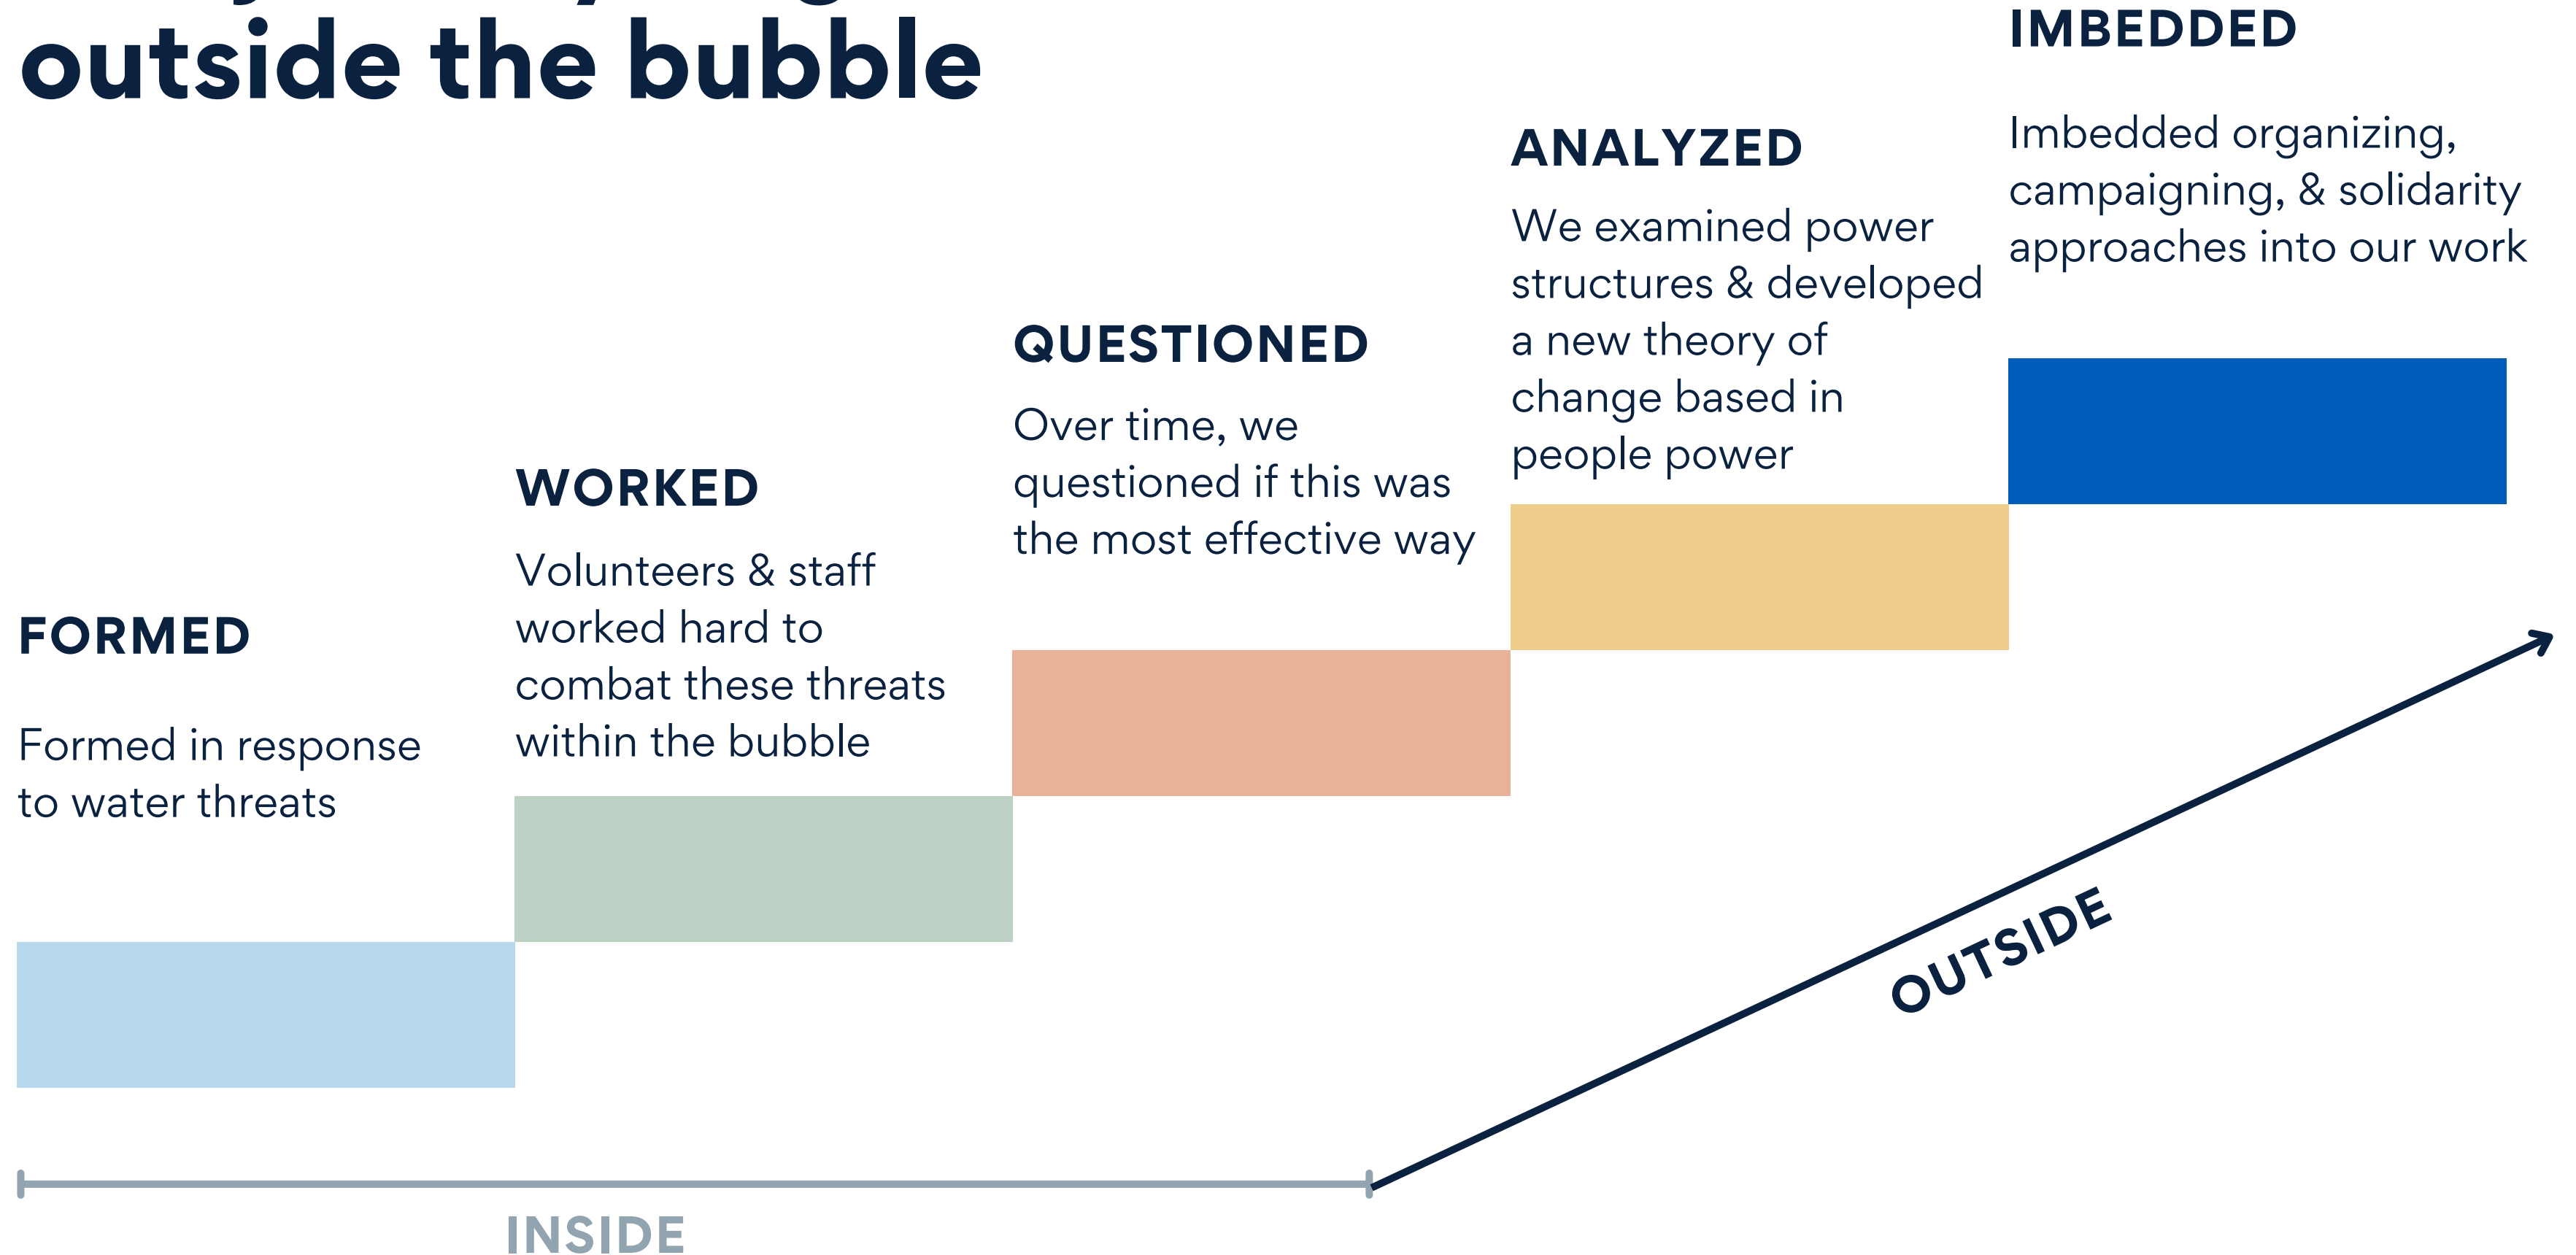 outside the bubble
IMBEDDED
Imbedded organizing,
campaigning, & solidarity
approaches into our work
ANALYZED
We examined power
structures & developed
a new theory of
change based in
people power
QUESTIONED
Over time, we
questioned if this was
the most effective way
WORKED
Volunteers & staff
worked hard to
combat these threats
within the bubble
FORMED
Formed in response
to water threats
OUTSIDE
INSIDE